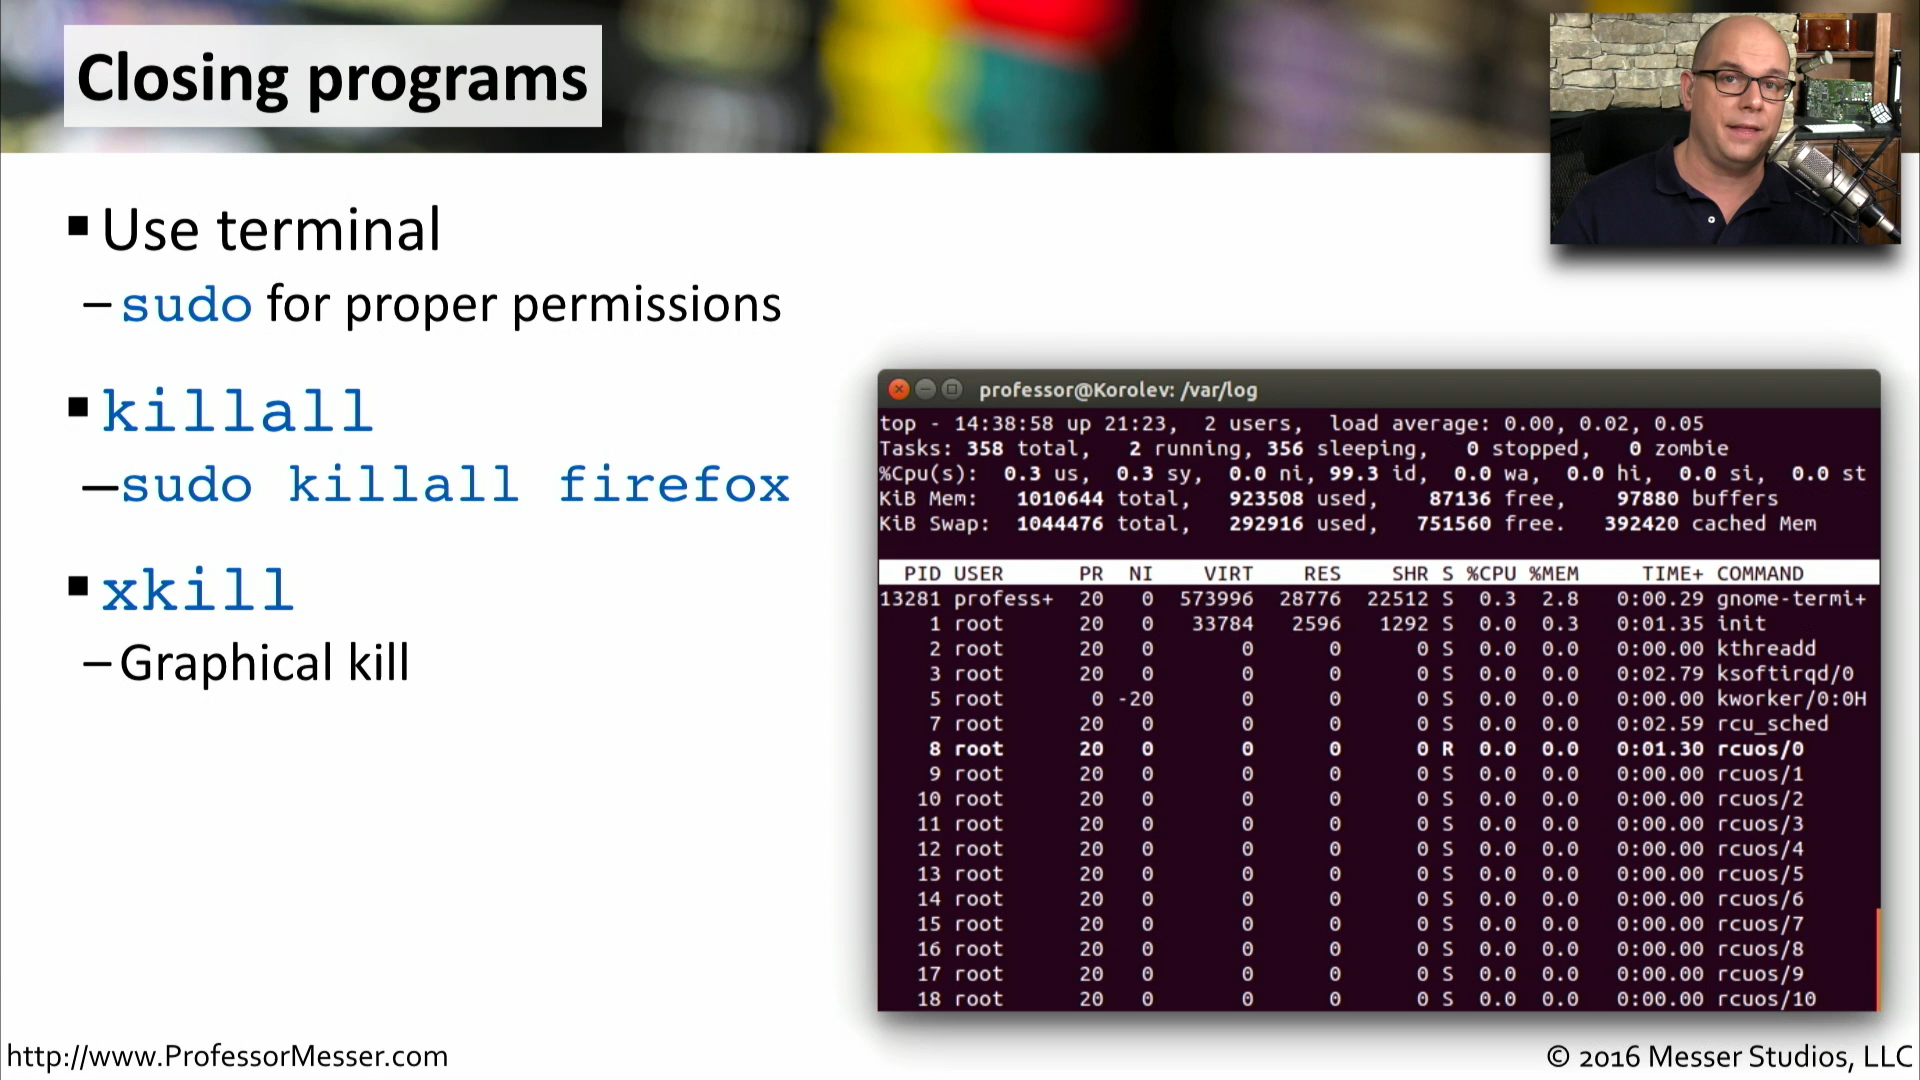 Closing programs
▪ Use terminal
– sudo for proper permissions
▪ killall
– sudo killall firefox
▪ xkill
– Graphical kill
professor@Korolev: /var/log
top - 14:38:58 up 21:23,  2 users,  load average: 0.00, 0.02, 0.05
Tasks: 358 total,   2 running, 356 sleeping,   0 stopped,   0 zombie
%Cpu(s):  0.3 us,  0.3 sy,  0.0 ni, 99.3 id,  0.0 wa,  0.0 hi,  0.0 si,  0.0 st
KiB Mem:   1010644 total,   923508 used,    87136 free,    97880 buffers
KiB Swap:  1044476 total,   292916 used,   751560 free.   392420 cached Mem
PID USER      PR  NI    VIRT    RES    SHR S %CPU %MEM     TIME+ COMMAND
13281 profess+  20   0  573996  28776  22512 S  0.3  2.8   0:00.29 gnome-termi+
1 root      20   0   33784   2596   1292 S  0.0  0.3   0:01.35 init
2 root      20   0       0      0      0 S  0.0  0.0   0:00.00 kthreadd
3 root      20   0       0      0      0 S  0.0  0.0   0:02.79 ksoftirqd/0
5 root       0 -20       0      0      0 S  0.0  0.0   0:00.00 kworker/0:0H
7 root      20   0       0      0      0 S  0.0  0.0   0:02.59 rcu_sched
8 root      20   0       0      0      0 R  0.0  0.0   0:01.30 rcuos/0
9 root      20   0       0      0      0 S  0.0  0.0   0:00.00 rcuos/1
10 root      20   0       0      0      0 S  0.0  0.0   0:00.00 rcuos/2
11 root      20   0       0      0      0 S  0.0  0.0   0:00.00 rcuos/3
12 root      20   0       0      0      0 S  0.0  0.0   0:00.00 rcuos/4
13 root      20   0       0      0      0 S  0.0  0.0   0:00.00 rcuos/5
14 root      20   0       0      0      0 S  0.0  0.0   0:00.00 rcuos/6
15 root      20   0       0      0      0 S  0.0  0.0   0:00.00 rcuos/7
16 root      20   0       0      0      0 S  0.0  0.0   0:00.00 rcuos/8
17 root      20   0       0      0      0 S  0.0  0.0   0:00.00 rcuos/9
18 root      20   0       0      0      0 S  0.0  0.0   0:00.00 rcuos/10
http://www.ProfessorMesser.com
© 2016 Messer Studios, LLC